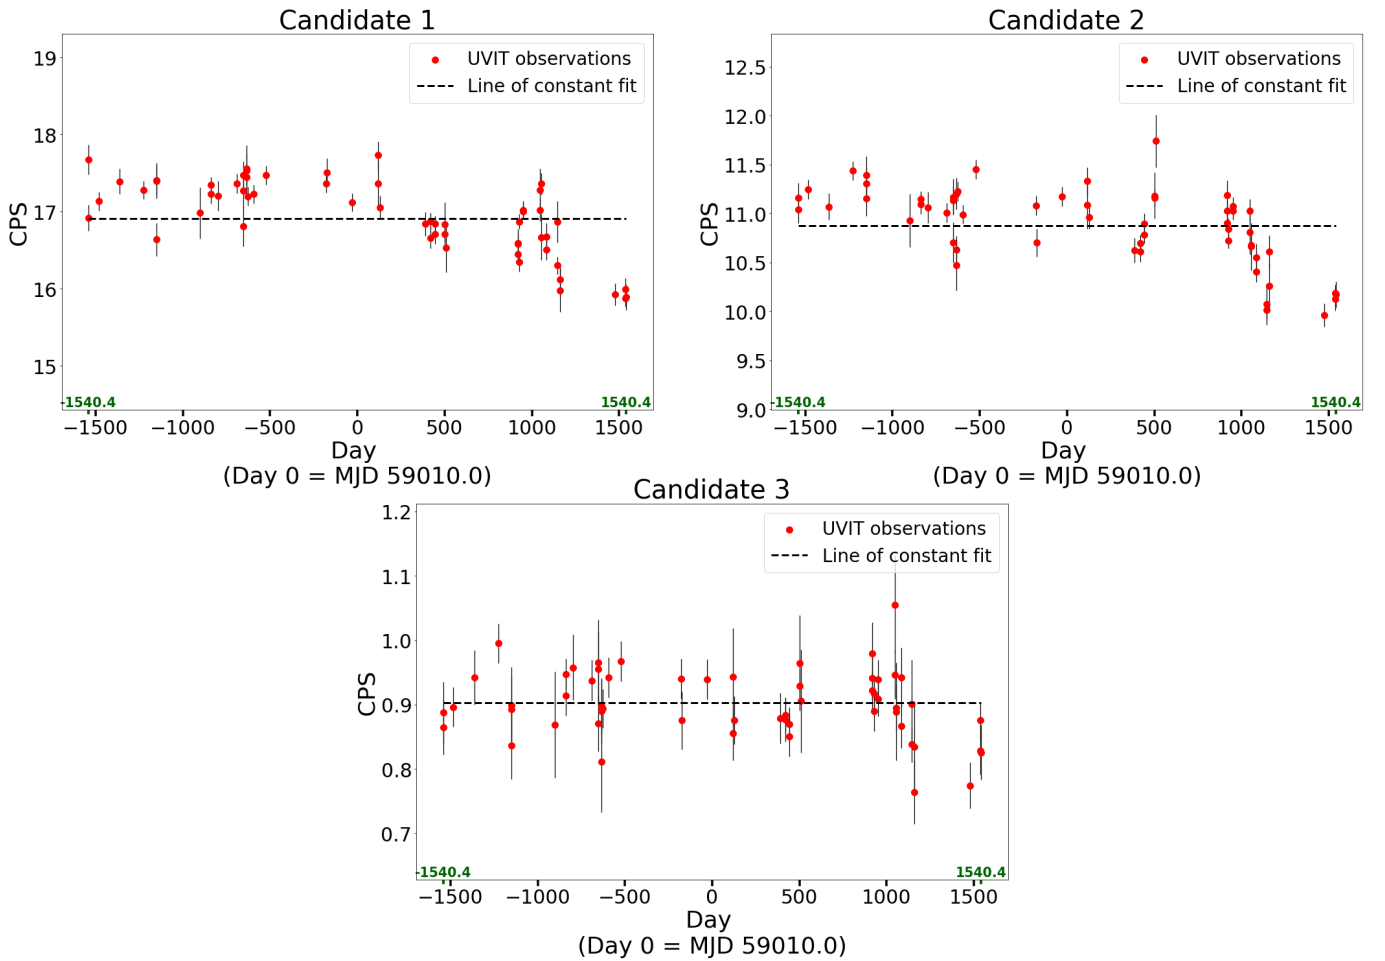 Candidate 1
UVIT observations
Line of constant fit
CPS
19
18
17
16
15
-1540.4
1540.4
−1500
−1000
−500
0
500
1000
1500
Day
(Day 0 = MJD 59010.0)
Candidate 2
UVIT observations
Line of constant fit
CPS
12.5
12.0
11.5
11.0
10.5
10.0
9.5
9.0
-1540.4
1540.4
−1500
−1000
−500
0
500
1000
1500
Day
(Day 0 = MJD 59010.0)
Candidate 3
UVIT observations
Line of constant fit
CPS
1.2
1.1
1.0
0.9
0.8
0.7
-1540.4
1540.4
−1500
−1000
−500
0
500
1000
1500
Day
(Day 0 = MJD 59010.0)